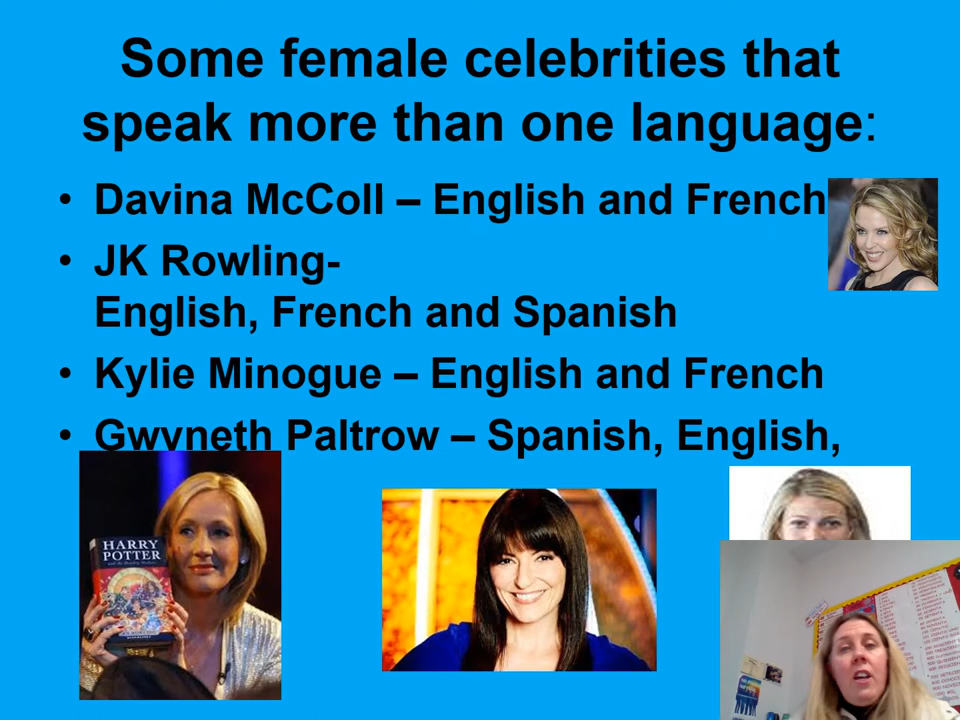 Some female celebrities that
speak more than one language:
• Davina McColl – English and French
• JK Rowling-
English, French and Spanish
• Kylie Minogue – English and French
• Gwyneth Paltrow – Spanish, English,
HARRY
POTTER